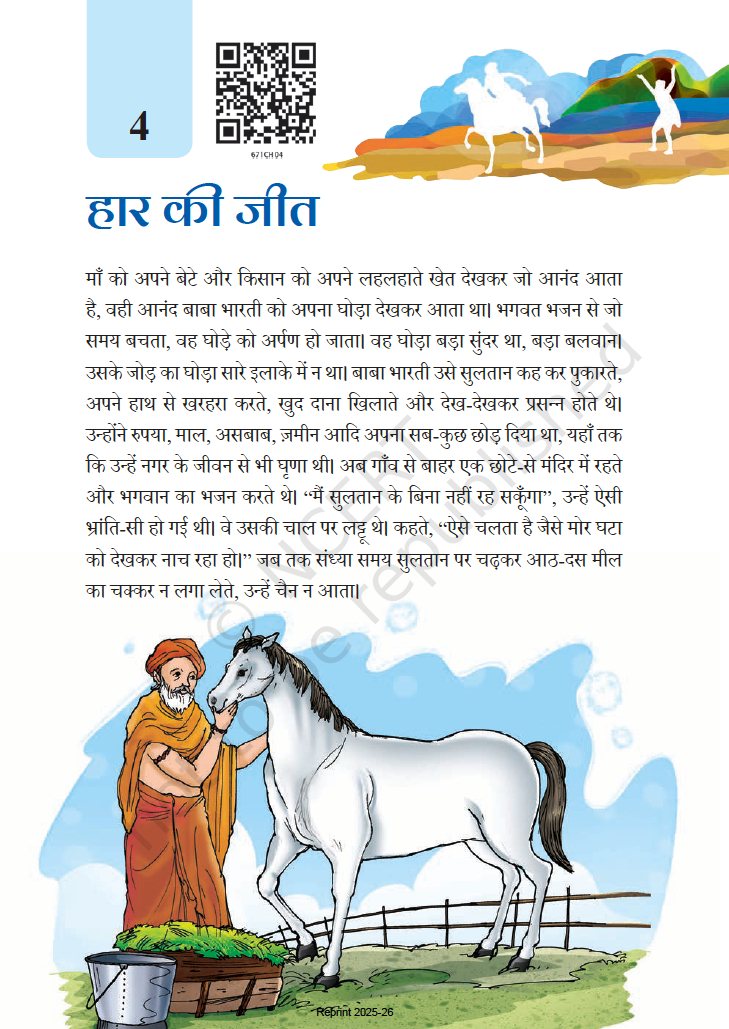 4
671CH04
हार की जीत
माँ को अपने बेटे और किसान को अपने लहलहाते खेत देखकर जो आनंद आता
है, वही आनंद बाबा भारती को अपना घोड़ा देखकर आता था। भगवत भजन से जो
समय बचता, वह घोड़े को अर्पण हो जाता। वह घोड़ा बड़ा सुंदर था, बड़ा बलवान।
उसके जोड़ का घोड़ा सारे इलाके में न था। बाबा भारती उसे सुलतान कह कर पुकारते,
अपने हाथ से खरहरा करते, खुद दाना खिलाते और देख-देखकर प्रसन्न होते थे।
उन्होंने रुपया, माल, असबाब, ज़मीन आदि अपना सब-कुछ छोड़ दिया था, यहाँ तक
कि उन्हें नगर के जीवन से भी घृणा थी। अब गाँव से बाहर एक छोटे-से मंदिर में रहते
और भगवान का भजन करते थे। “मैं सुलतान के बिना नहीं रह सकूँगा”, उन्हें ऐसी
भ्रांति-सी हो गई थी। वे उसकी चाल पर लट्टू थे। कहते, “ऐसे चलता है जैसे मोर घटा
को देखकर नाच रहा हो।” जब तक संध्या समय सुलतान पर चढ़कर आठ-दस मील
का चक्कर न लगा लेते, उन्हें चैन न आता।
© NCERT
not to be republished
Reprint 2025-26